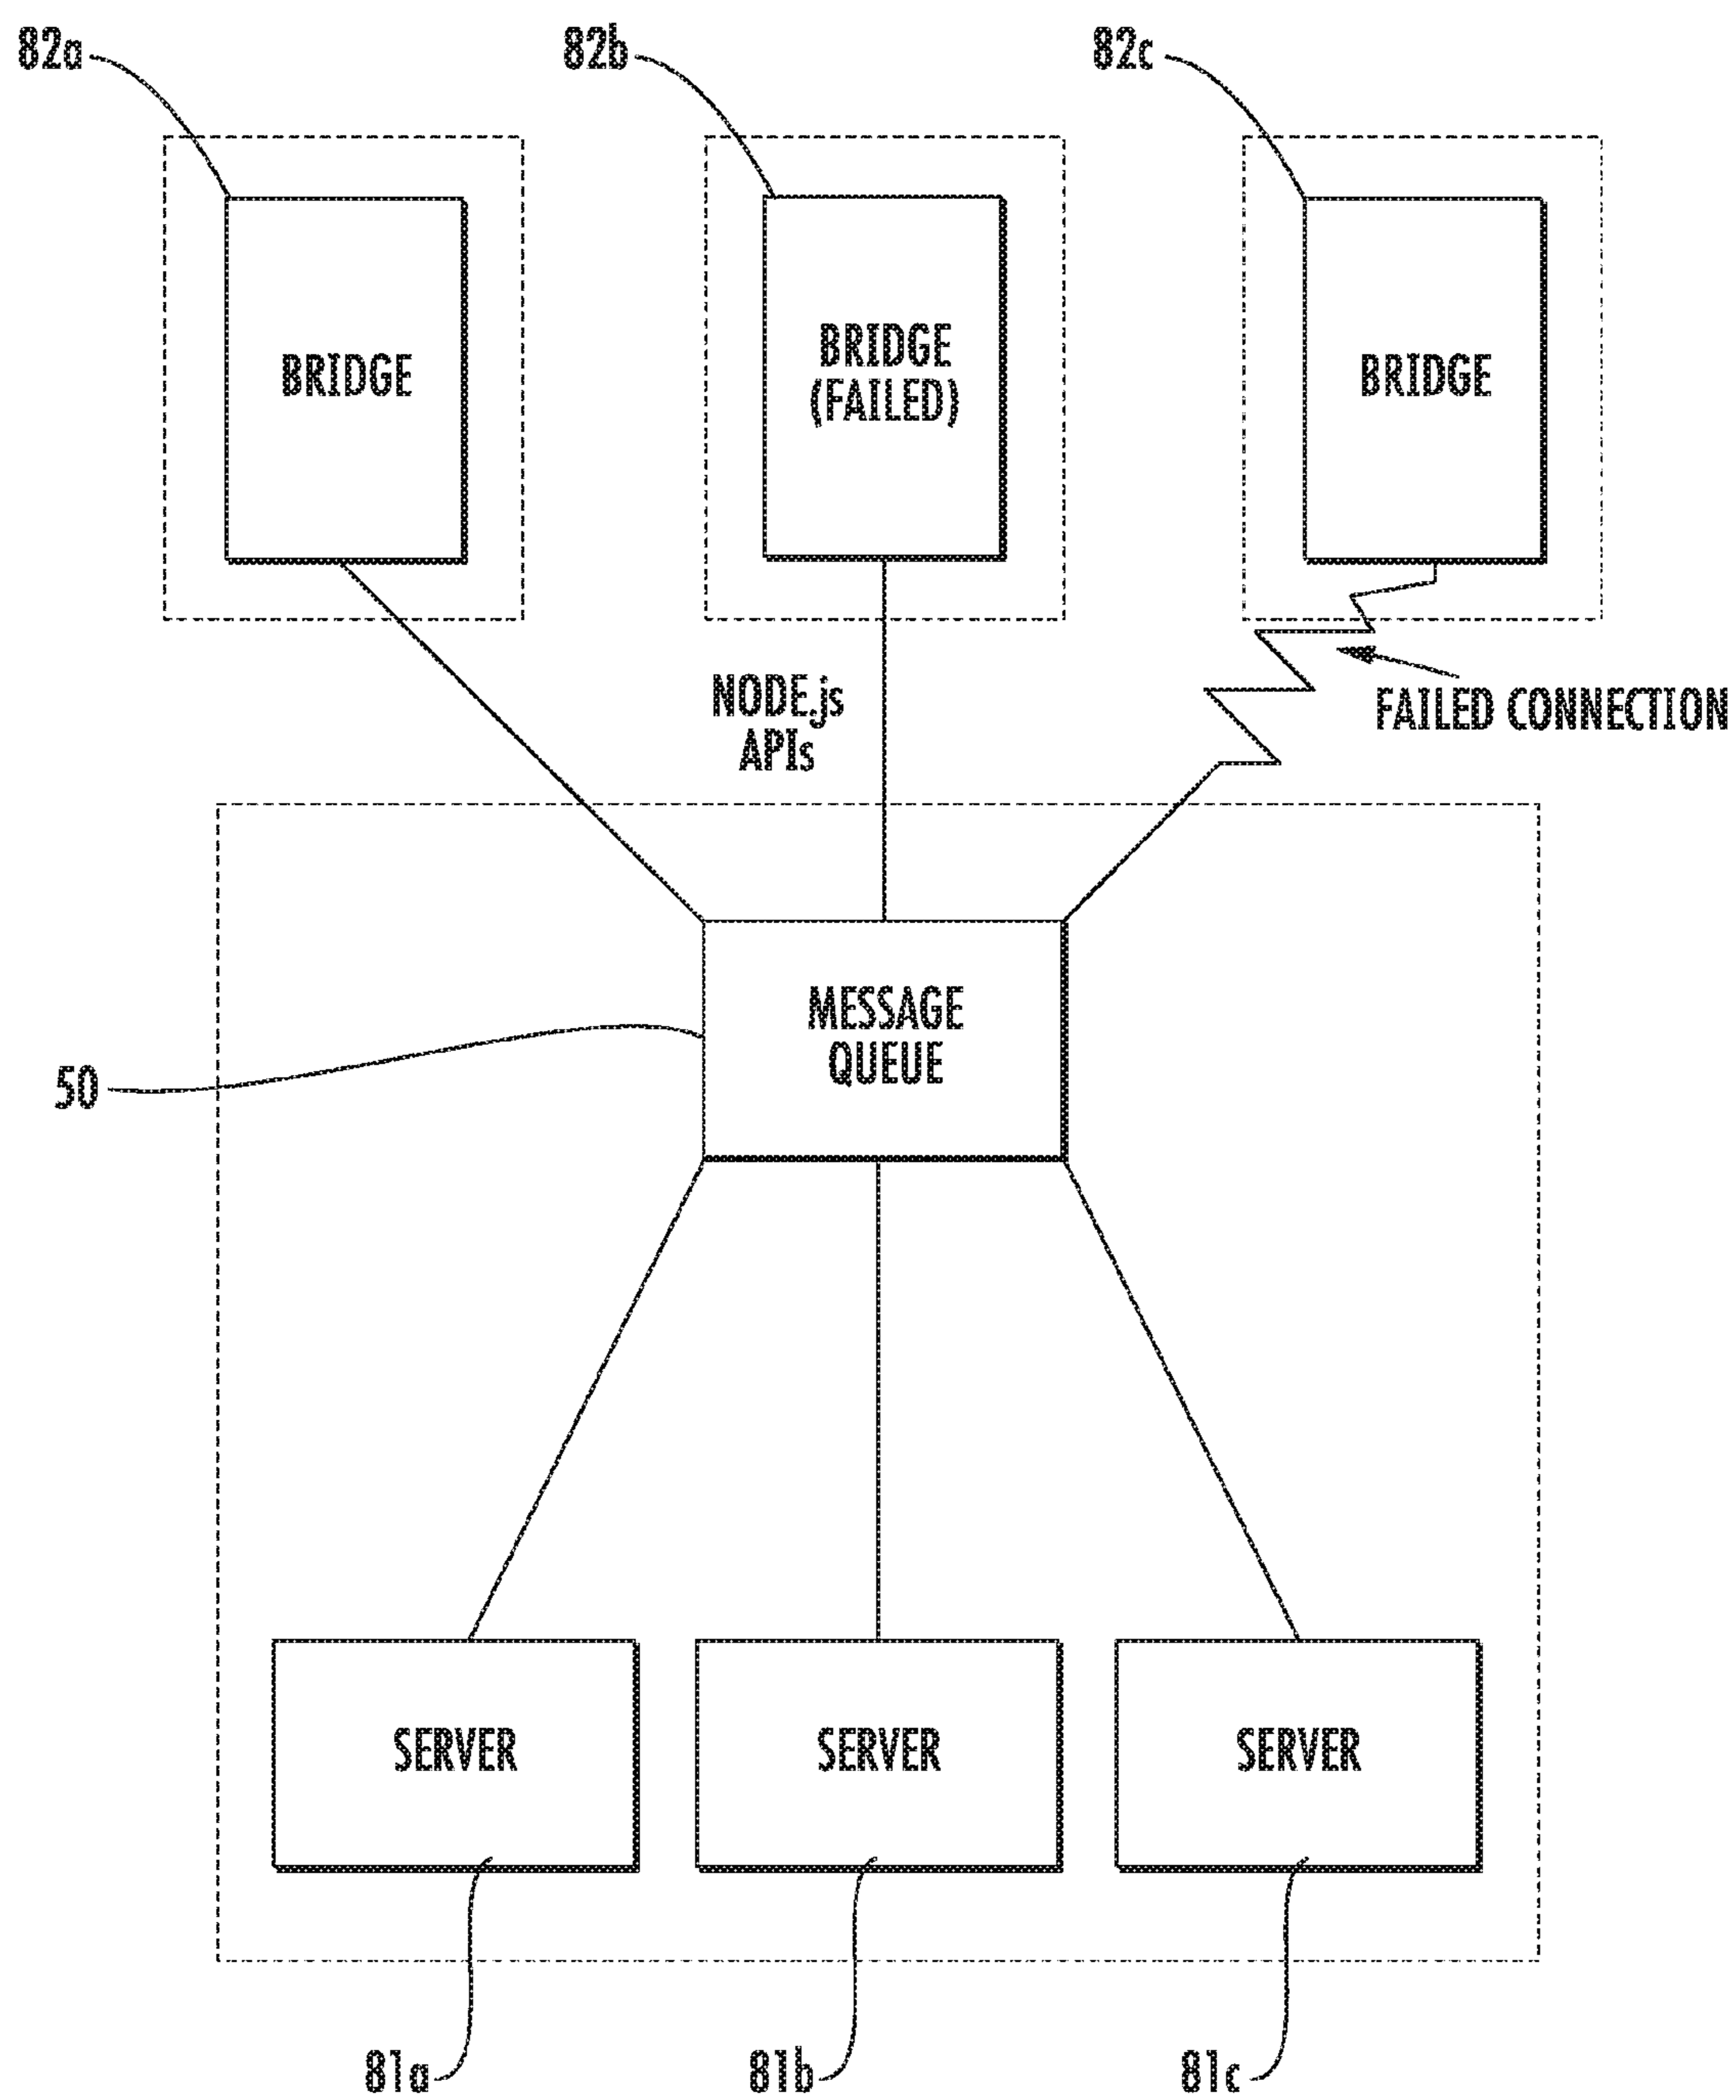 82a
82b
82c
BRIDGE
BRIDGE
(FAILED)
BRIDGE
NODE.js
APIs
FAILED CONNECTION
MESSAGE
QUEUE
50
SERVER
SERVER
SERVER
81a
81b
81c